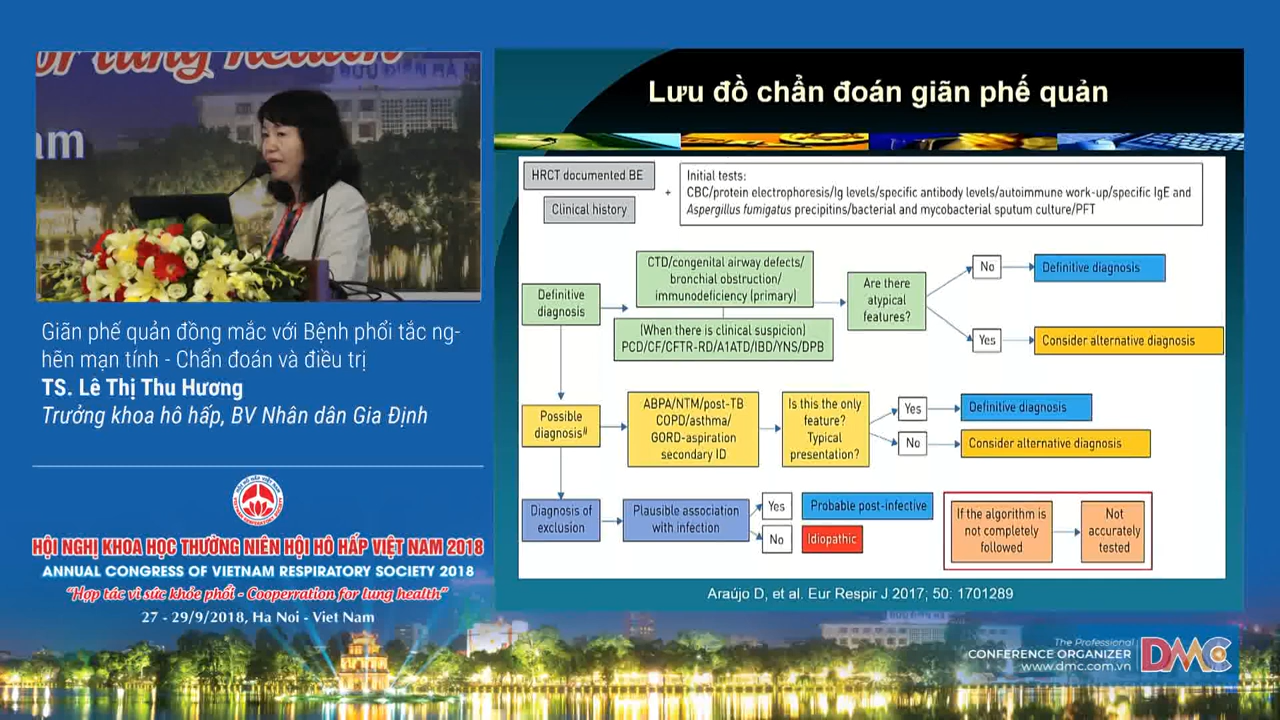 or lung health
am
Giãn phế quản đồng mắc với Bệnh phổi tắc ng-
hẽn mạn tính - Chẩn đoán và điều trị
TS. Lê Thị Thu Hương
Trưởng khoa hô hấp, BV Nhân dân Gia Định
HỘI NGHỊ KHOA HỌC THƯỜNG NIÊN HỘI HÔ HẤP VIỆT NAM 2018
ANNUAL CONGRESS OF VIETNAM RESPIRATORY SOCIETY 2018
“Hợp tác vì sức khỏe phổi - Cooperration for lung health”
27 - 29/9/2018, Ha Noi - Viet Nam
Lưu đồ chẩn đoán giãn phế quản
HRCT documented BE
Clinical history
+
Initial tests:
CBC/protein electrophoresis/Ig levels/specific antibody levels/autoimmune work-up/specific IgE and
Aspergillus fumigatus precipitins/bacterial and mycobacterial sputum culture/PFT
Definitive
diagnosis
CTD/congenital airway defects/
bronchial obstruction/
immunodeficiency (primary)
(When there is clinical suspicion)
PCD/CF/CFTR-RD/A1ATD/IBD/YNS/DPB
Are there
atypical
features?
No
Definitive diagnosis
Yes
Consider alternative diagnosis
Possible
diagnosis#
ABPA/NTM/post-TB
COPD/asthma/
GORD-aspiration
secondary ID
Is this the only
feature?
Typical
presentation?
Yes
Definitive diagnosis
No
Consider alternative diagnosis
Diagnosis of
exclusion
Plausible association
with infection
Yes
Probable post-infective
No
Idiopathic
If the algorithm is
not completely
followed
Not
accurately
tested
Araújo D, et al. Eur Respir J 2017; 50: 1701289
The Professional
CONFERENCE ORGANIZER
www.dmc.com.vn
DMC